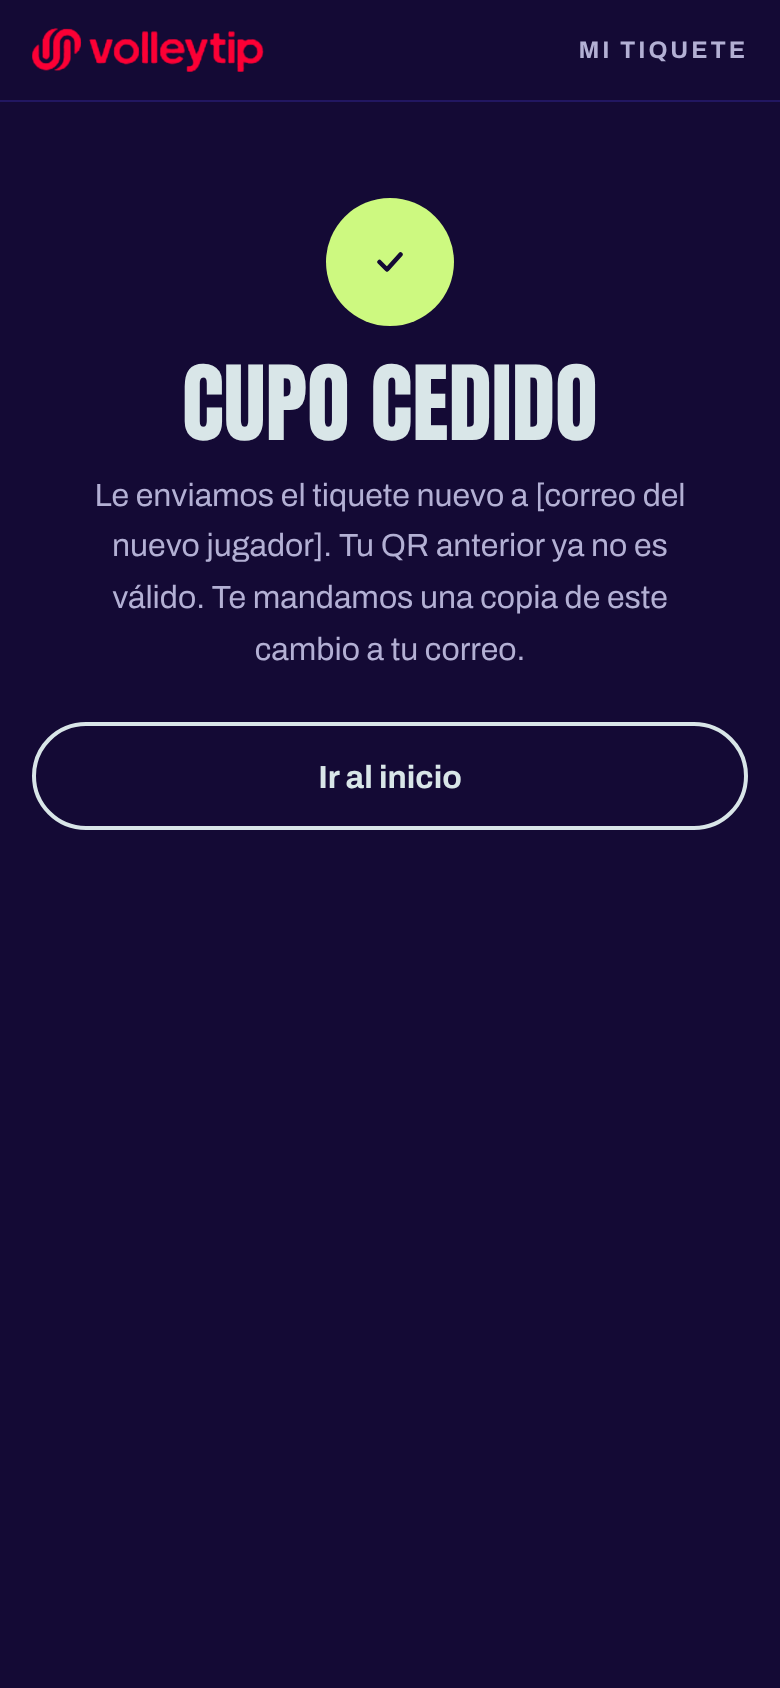 volleytip
MI TIQUETE
CUPO CEDIDO
Le enviamos el tiquete nuevo a [correo del
nuevo jugador]. Tu QR anterior ya no es
válido. Te mandamos una copia de este
cambio a tu correo.
Ir al inicio